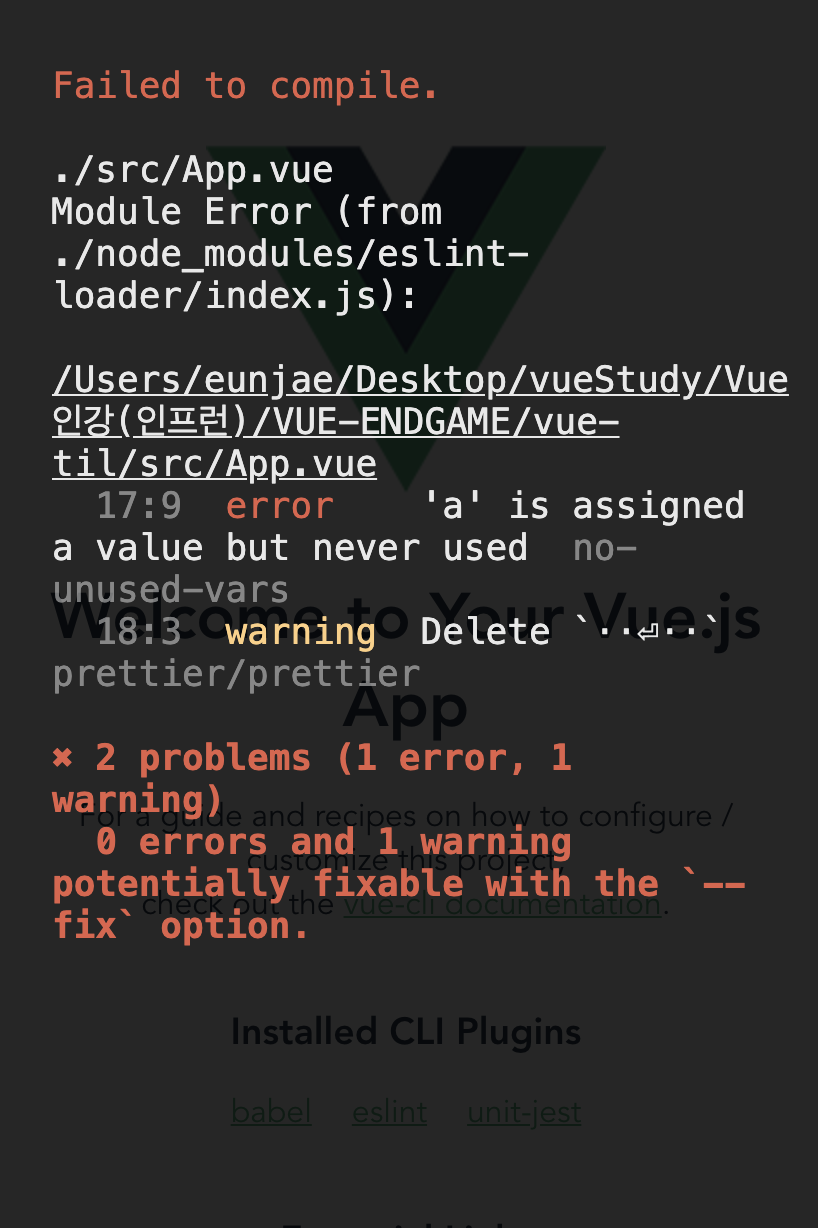 Failed to compile.
./src/App.vue
Module Error (from
./node_modules/eslint-
loader/index.js):
/Users/eunjae/Desktop/vueStudy/Vue
인강(인프런)/VUE-ENDGAME/vue-
til/src/App.vue
17:9  error    'a' is assigned
a value but never used  no-
unused-vars
Welcome to Your Vue.js
18:3  warning  Delete `··⏎··`
prettier/prettier
App
✖ 2 problems (1 error, 1
warning)
For a guide and recipes on how to configure /
0 errors and 1 warning
customize this project,
potentially fixable with the `--
check out the vue-cli documentation.
fix` option.
Installed CLI Plugins
babel eslint unit-jest